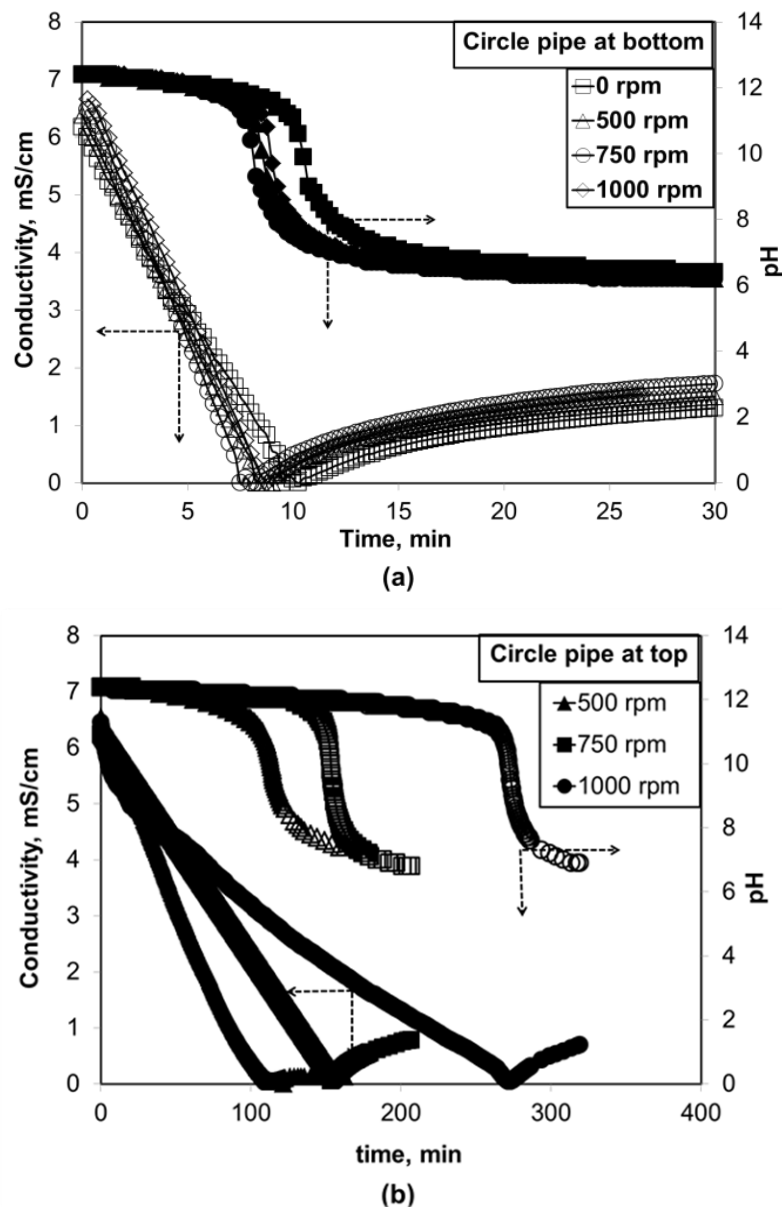 Circle pipe at bottom
0 rpm
500 rpm
750 rpm
1000 rpm
Conductivity, mS/cm
8
7
6
5
4
3
2
1
0
14
12
10
8
6
4
2
0
pH
0 5 10 15 20 25 30
Time, min
(a)
Circle pipe at top
500 rpm
750 rpm
1000 rpm
Conductivity, mS/cm
8
7
6
5
4
3
2
1
0
14
12
10
8
6
4
2
0
pH
0 100 200 300 400
time, min
(b)